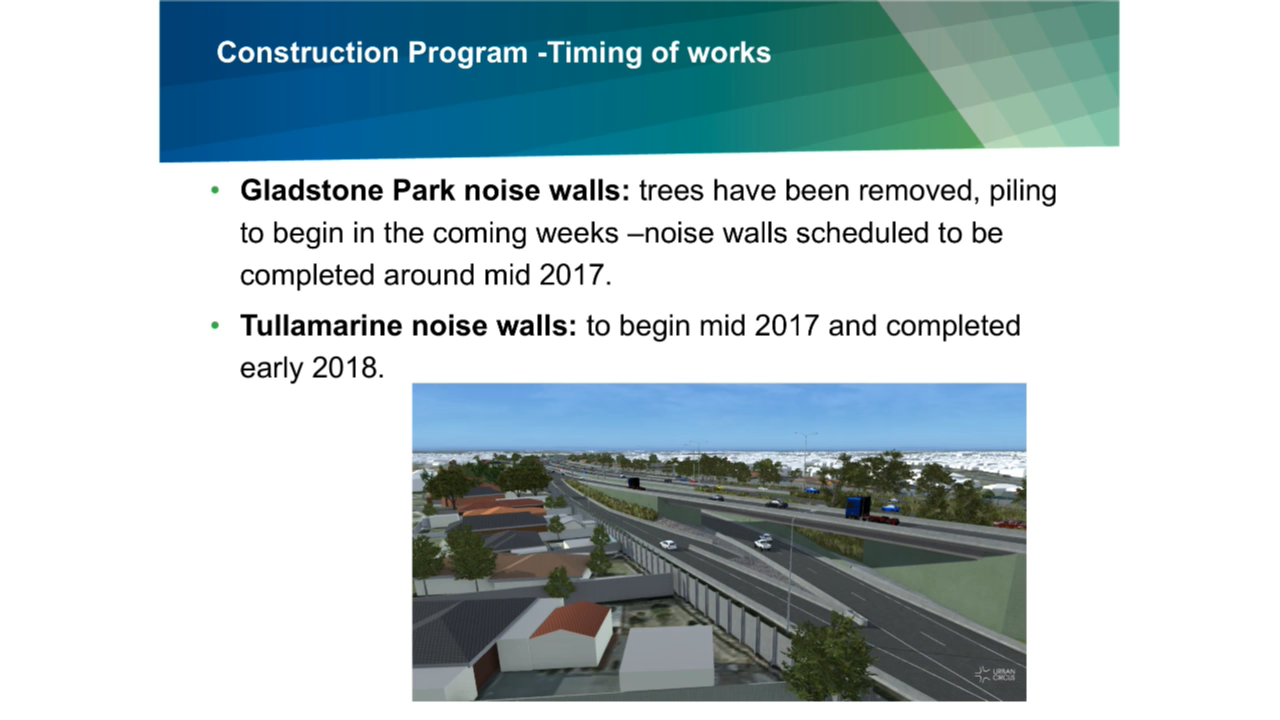 Construction Program -Timing of works
• Gladstone Park noise walls: trees have been removed, piling
to begin in the coming weeks –noise walls scheduled to be
completed around mid 2017.
• Tullamarine noise walls: to begin mid 2017 and completed
early 2018.
URBAN
CIRCUS